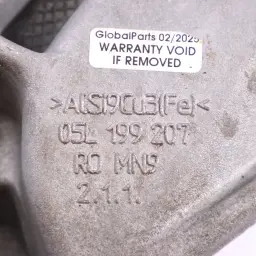 GlobalParts 02/2025
WARRANTY VOID
IF REMOVED
>AlSi9Cu3(Fe)<
05L 199 207
RO MN9
2.1.1.